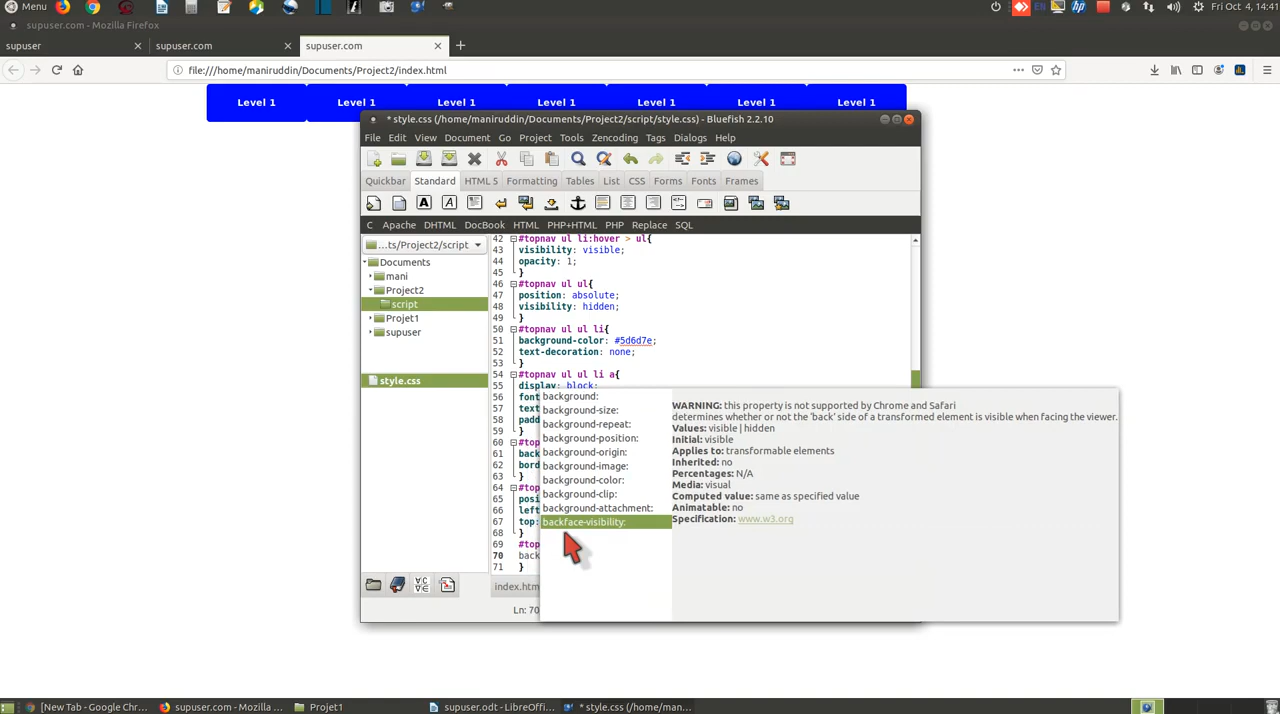 Menu
EN
Fri Oct 4, 14:41
supuser.com - Mozilla Firefox
supuser
supuser.com
supuser.com
file:///home/maniruddin/Documents/Project2/index.html
Level 1 Level 1 Level 1 Level 1 Level 1 Level 1 Level 1
* style.css (/home/maniruddin/Documents/Project2/script/style.css) - Bluefish 2.2.10
File Edit View Document Go Project Tools Zencoding Tags Dialogs Help
Quickbar Standard HTML 5 Formatting Tables List CSS Forms Fonts Frames
C Apache DHTML DocBook HTML PHP+HTML PHP Replace SQL
...ts/Project2/script
Documents
mani
Project2
script
Projet1
supuser
style.css
42 #topnav ul li:hover > ul{
43 visibility: visible;
44 opacity: 1;
45 }
46 #topnav ul ul{
47 position: absolute;
48 visibility: hidden;
49 }
50 #topnav ul ul li{
51 background-color: #5d6d7e;
52 text-decoration: none;
53 }
54 #topnav ul ul li a{
55 display: block;
56 font
57 text
58 padd
59 }
60 #top
61 back
62 bord
63 }
64 #top
65 posi
66 left
67 top:
68 }
69 #top
70 back
71 }
background:
background-size:
background-repeat:
background-position:
background-origin:
background-image:
background-color:
background-clip:
background-attachment:
backface-visibility:
WARNING: this property is not supported by Chrome and Safari
determines whether or not the 'back' side of a transformed element is visible when facing the viewer.
Values: visible | hidden
Initial: visible
Applies to: transformable elements
Inherited: no
Percentages: N/A
Media: visual
Computed value: same as specified value
Animatable: no
Specification: www.w3.org
index.htm
Ln: 70
[New Tab - Google Chr...
supuser.com - Mozilla ...
Projet1
supuser.odt - LibreOffi...
* style.css (/home/man...